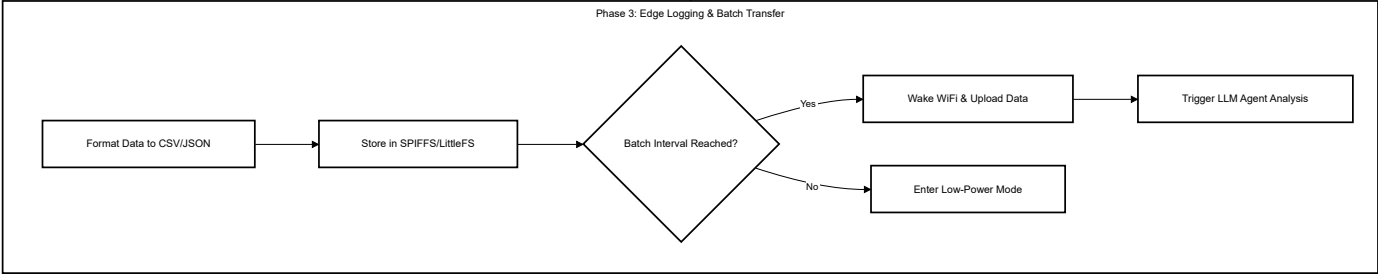 Phase 3: Edge Logging & Batch Transfer
Format Data to CSV/JSON
Store in SPIFFS/LittleFS
Batch Interval Reached?
Yes
Wake WiFi & Upload Data
Trigger LLM Agent Analysis
No
Enter Low-Power Mode